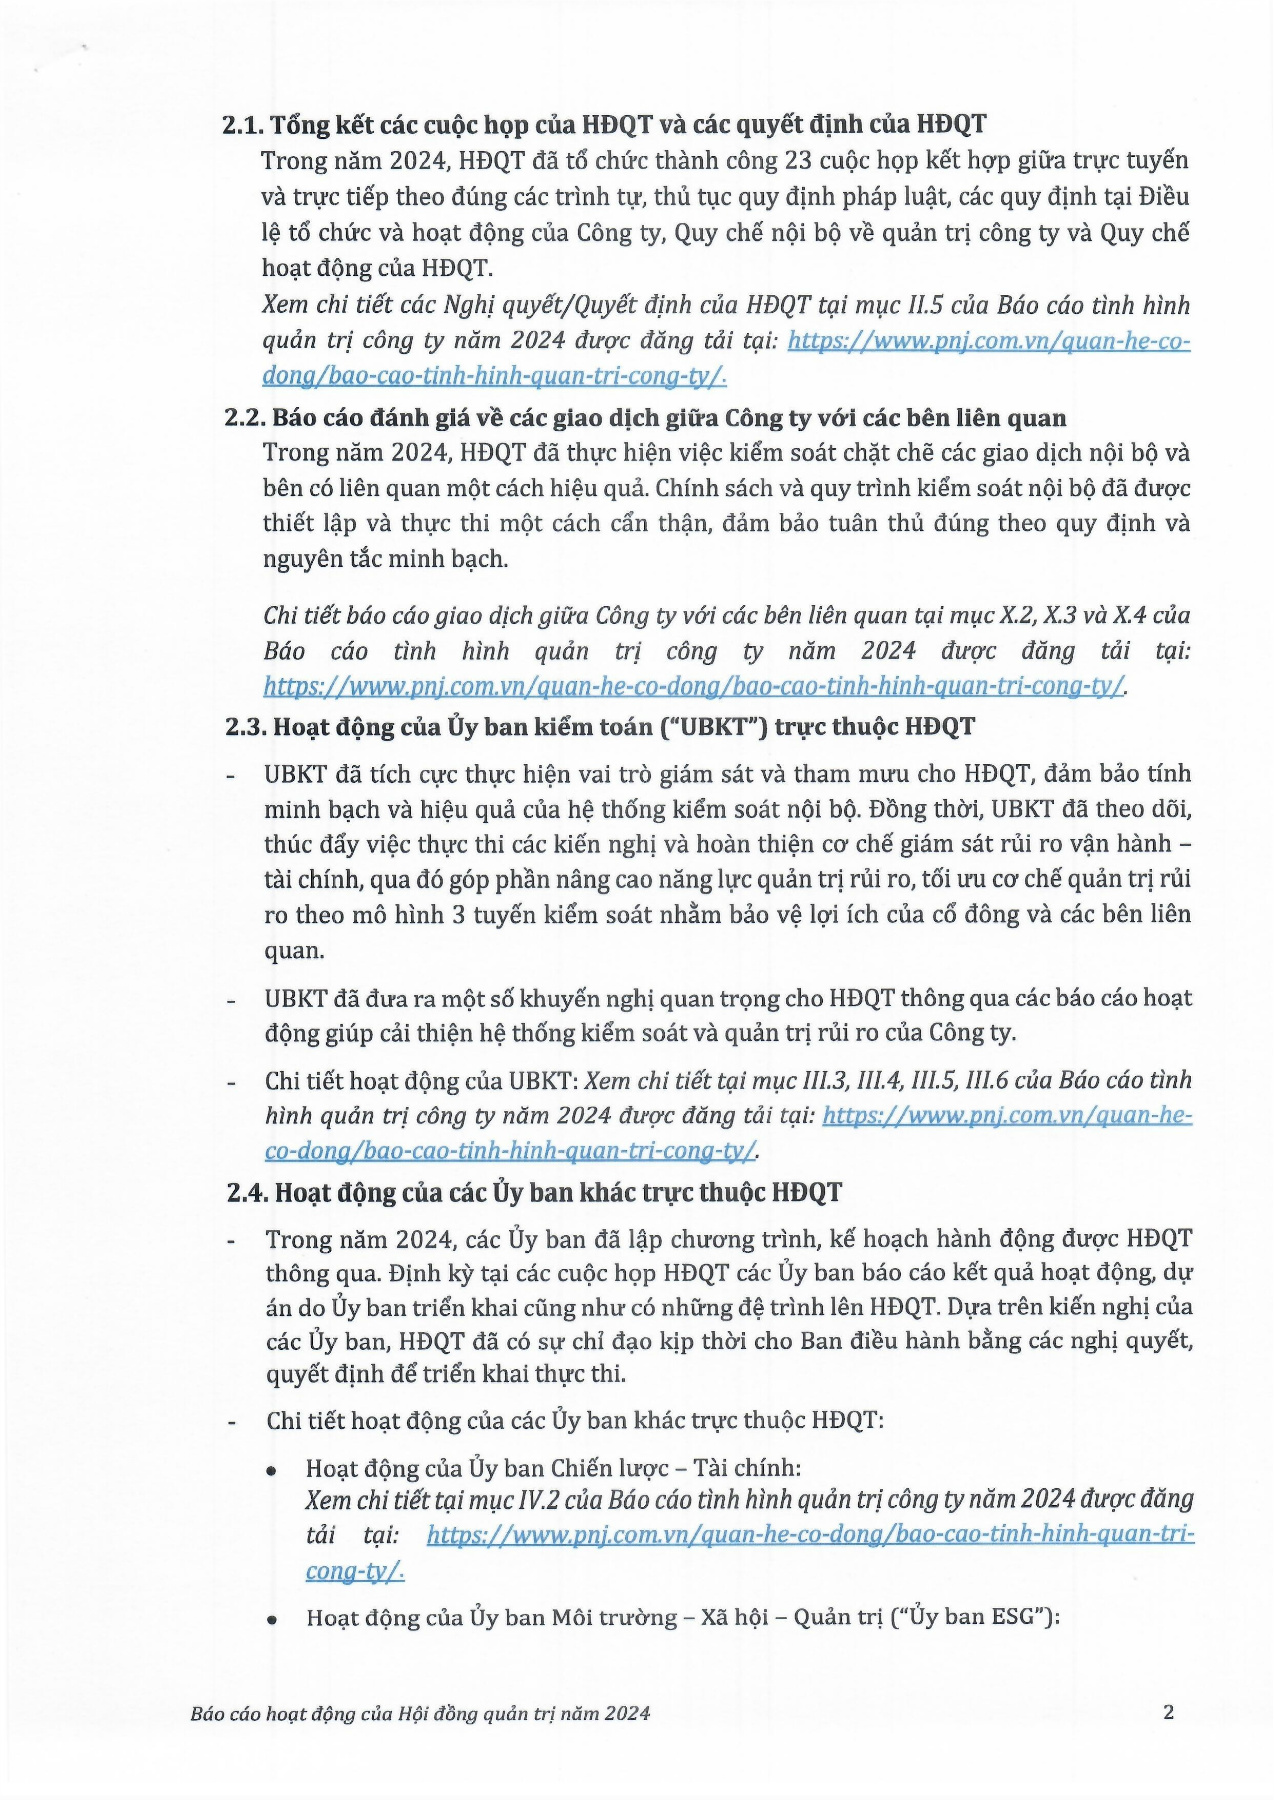 2.1. Tổng kết các cuộc họp của HĐQT và các quyết định của HĐQT
Trong năm 2024, HĐQT đã tổ chức thành công 23 cuộc họp kết hợp giữa trực tuyến
và trực tiếp theo đúng các trình tự, thủ tục quy định pháp luật, các quy định tại Điều
lệ tổ chức và hoạt động của Công ty, Quy chế nội bộ về quản trị công ty và Quy chế
hoạt động của HĐQT.
Xem chi tiết các Nghị quyết/Quyết định của HĐQT tại mục II.5 của Báo cáo tình hình
quản trị công ty năm 2024 được đăng tải tại: https://www.pnj.com.vn/quan-he-co-
dong/bao-cao-tinh-hinh-quan-tri-cong-ty/.
2.2. Báo cáo đánh giá về các giao dịch giữa Công ty với các bên liên quan
Trong năm 2024, HĐQT đã thực hiện việc kiểm soát chặt chẽ các giao dịch nội bộ và
bên có liên quan một cách hiệu quả. Chính sách và quy trình kiểm soát nội bộ đã được
thiết lập và thực thi một cách cẩn thận, đảm bảo tuân thủ đúng theo quy định và
nguyên tắc minh bạch.
Chi tiết báo cáo giao dịch giữa Công ty với các bên liên quan tại mục X.2, X.3 và X.4 của
Báo cáo tình hình quản trị công ty năm 2024 được đăng tải tại:
https://www.pnj.com.vn/quan-he-co-dong/bao-cao-tinh-hinh-quan-tri-cong-ty/.
2.3. Hoạt động của Ủy ban kiểm toán (“UBKT”) trực thuộc HĐQT
- UBKT đã tích cực thực hiện vai trò giám sát và tham mưu cho HĐQT, đảm bảo tính
minh bạch và hiệu quả của hệ thống kiểm soát nội bộ. Đồng thời, UBKT đã theo dõi,
thúc đẩy việc thực thi các kiến nghị và hoàn thiện cơ chế giám sát rủi ro vận hành –
tài chính, qua đó góp phần nâng cao năng lực quản trị rủi ro, tối ưu cơ chế quản trị rủi
ro theo mô hình 3 tuyến kiểm soát nhằm bảo vệ lợi ích của cổ đông và các bên liên
quan.
- UBKT đã đưa ra một số khuyến nghị quan trọng cho HĐQT thông qua các báo cáo hoạt
động giúp cải thiện hệ thống kiểm soát và quản trị rủi ro của Công ty.
- Chi tiết hoạt động của UBKT: Xem chi tiết tại mục III.3, III.4, III.5, III.6 của Báo cáo tình
hình quản trị công ty năm 2024 được đăng tải tại: https://www.pnj.com.vn/quan-he-
co-dong/bao-cao-tinh-hinh-quan-tri-cong-ty/.
2.4. Hoạt động của các Ủy ban khác trực thuộc HĐQT
- Trong năm 2024, các Ủy ban đã lập chương trình, kế hoạch hành động được HĐQT
thông qua. Định kỳ tại các cuộc họp HĐQT các Ủy ban báo cáo kết quả hoạt động, dự
án do Ủy ban triển khai cũng như có những đệ trình lên HĐQT. Dựa trên kiến nghị của
các Ủy ban, HĐQT đã có sự chỉ đạo kịp thời cho Ban điều hành bằng các nghị quyết,
quyết định để triển khai thực thi.
- Chi tiết hoạt động của các Ủy ban khác trực thuộc HĐQT:
• Hoạt động của Ủy ban Chiến lược – Tài chính:
Xem chi tiết tại mục IV.2 của Báo cáo tình hình quản trị công ty năm 2024 được đăng
tải tại: https://www.pnj.com.vn/quan-he-co-dong/bao-cao-tinh-hinh-quan-tri-
cong-ty/.
• Hoạt động của Ủy ban Môi trường – Xã hội – Quản trị (“Ủy ban ESG”):
Báo cáo hoạt động của Hội đồng quản trị năm 2024 2